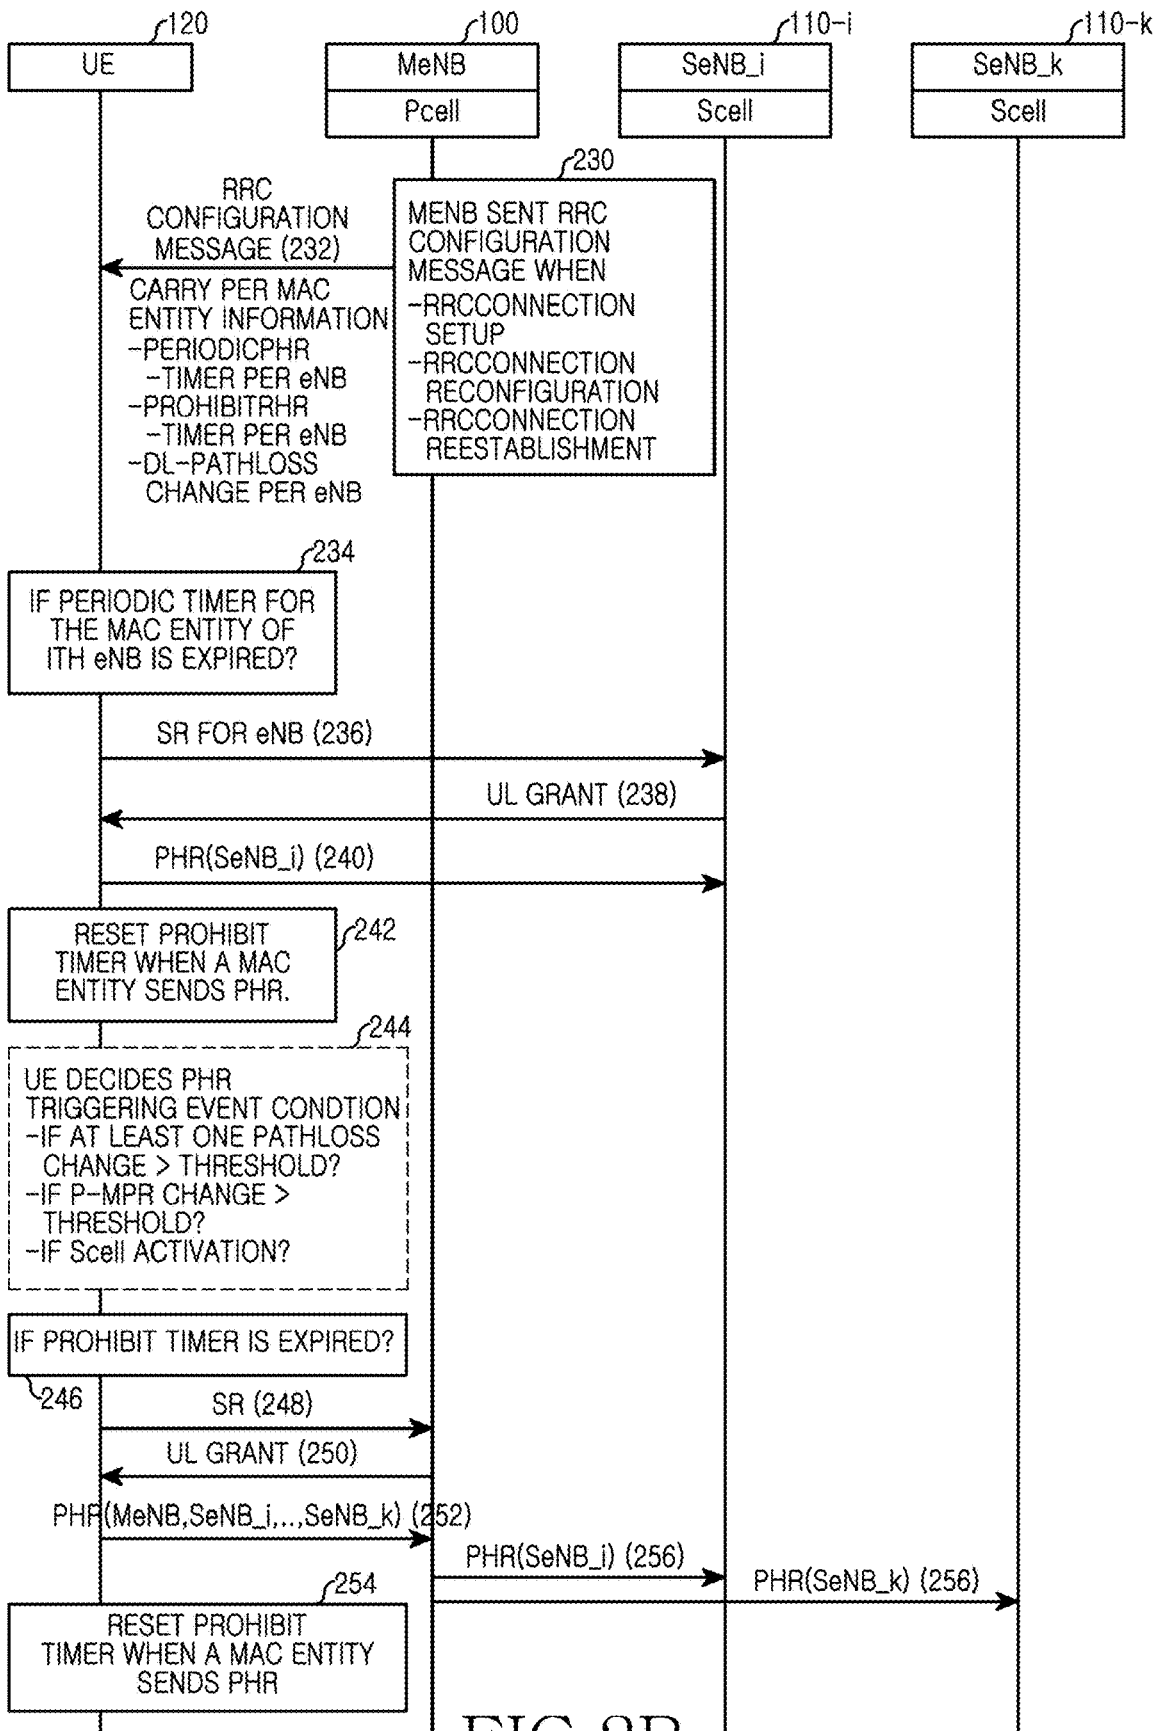 120
100
110-i
110-k
UE
MeNB
SeNB_i
SeNB_k
Pcell
Scell
Scell
230
RRC
CONFIGURATION
MESSAGE (232)
MENB SENT RRC
CONFIGURATION
MESSAGE WHEN
-RRCCONNECTION
SETUP
-RRCCONNECTION
RECONFIGURATION
-RRCCONNECTION
REESTABLISHMENT
CARRY PER MAC
ENTITY INFORMATION
-PERIODICPHR
-TIMER PER eNB
-PROHIBITRHR
-TIMER PER eNB
-DL-PATHLOSS
CHANGE PER eNB
234
IF PERIODIC TIMER FOR
THE MAC ENTITY OF
ITH eNB IS EXPIRED?
SR FOR eNB (236)
UL GRANT (238)
PHR(SeNB_i) (240)
242
RESET PROHIBIT
TIMER WHEN A MAC
ENTITY SENDS PHR.
244
UE DECIDES PHR
TRIGGERING EVENT CONDTION
-IF AT LEAST ONE PATHLOSS
CHANGE > THRESHOLD?
-IF P-MPR CHANGE >
THRESHOLD?
-IF Scell ACTIVATION?
IF PROHIBIT TIMER IS EXPIRED?
246
SR (248)
UL GRANT (250)
PHR(MeNB,SeNB_i,..,SeNB_k) (252)
PHR(SeNB_i) (256)
PHR(SeNB_k) (256)
254
RESET PROHIBIT
TIMER WHEN A MAC ENTITY
SENDS PHR